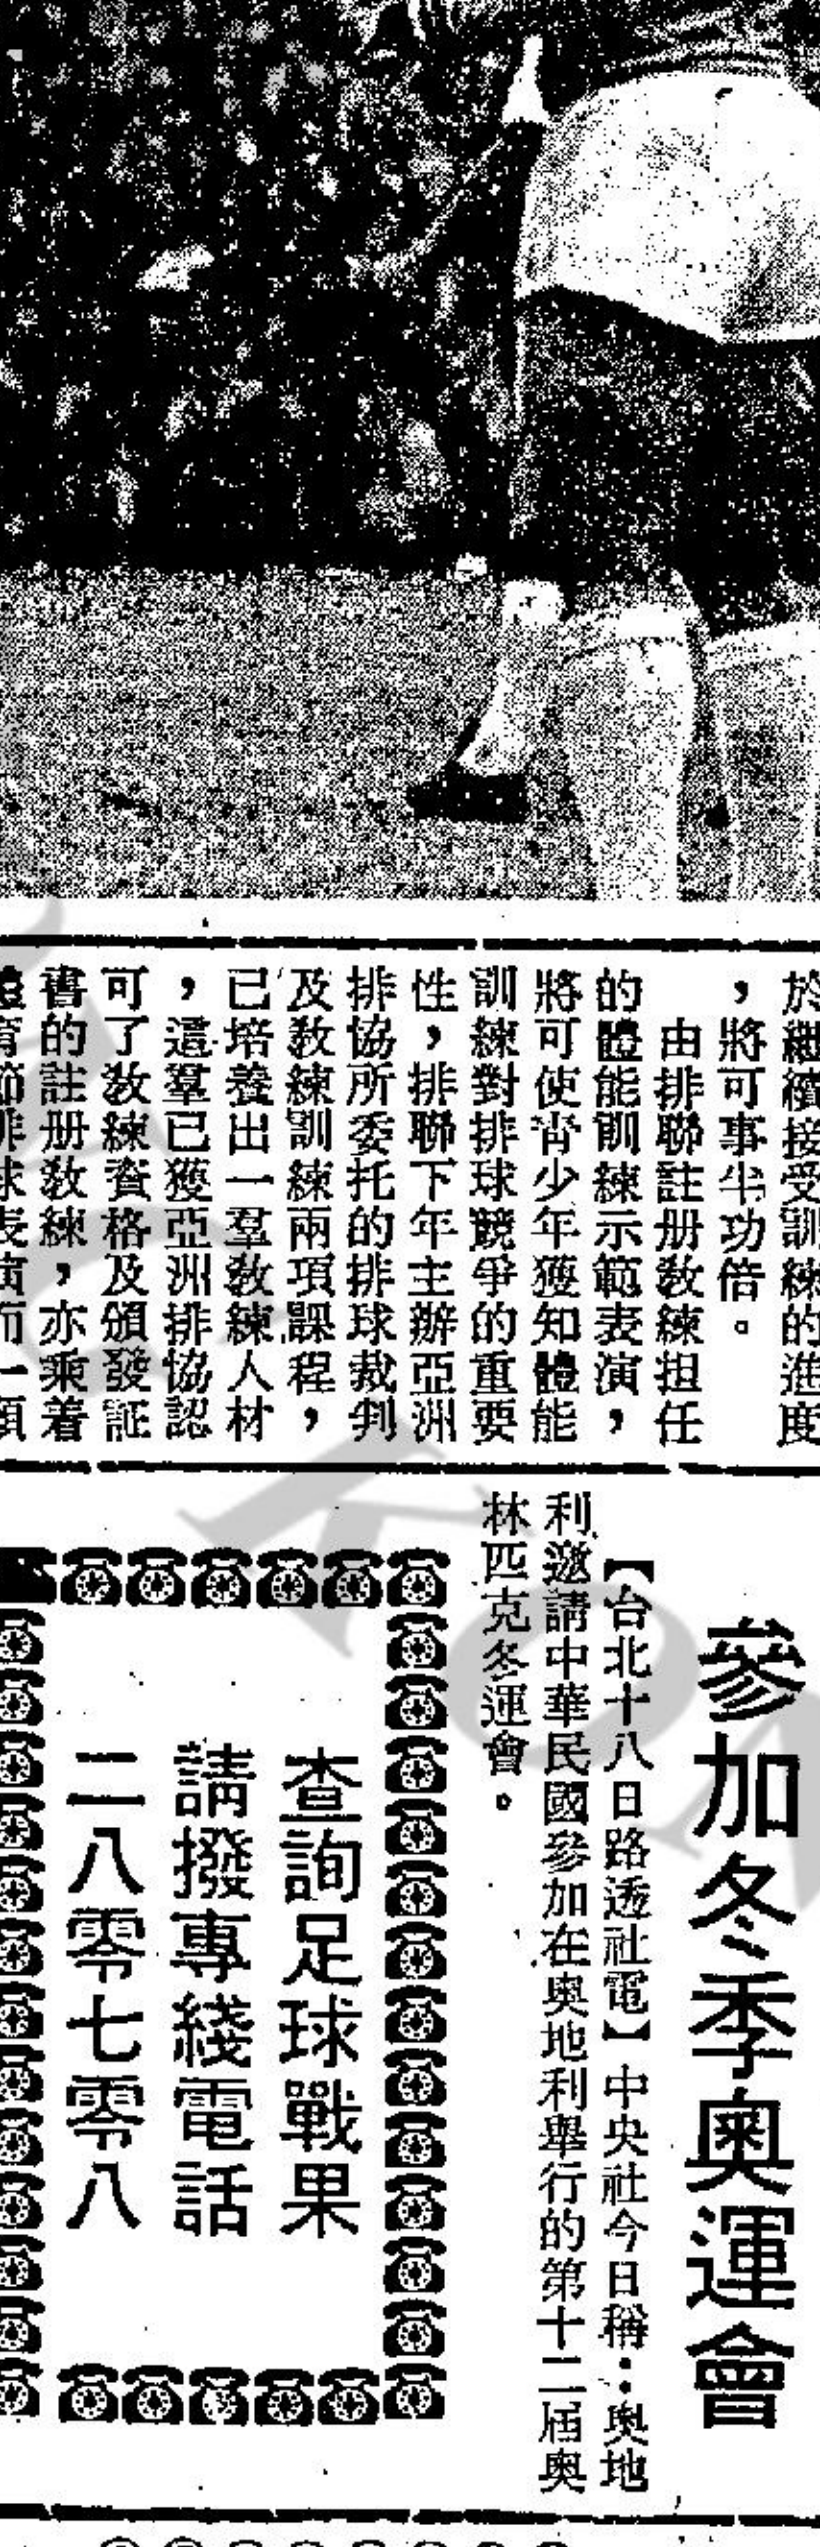 於繼續接受訓練的進度
，將可事半功倍。
由排聯註册教練担任
的體能訓練示範表演，
將可使青少年獲知體能
訓練對排球競爭的重要
性，排聯下年主辦亞洲
排協所委托的排球裁判
及教練訓練兩項課程，
已培養出一羣教練人材
，這羣已獲亞洲排協認
可了教練資格及頒發証
書的註册教練，亦乘着
育節排球表演而一
參加冬季奧運會
【台北十八日路透社電】中央社今日稱：奧地
利邀請中華民國參加在奧地利舉行的第十二屆奧
林匹克冬運會。
查詢足球戰果
請撥專綫電話
二八零七零八